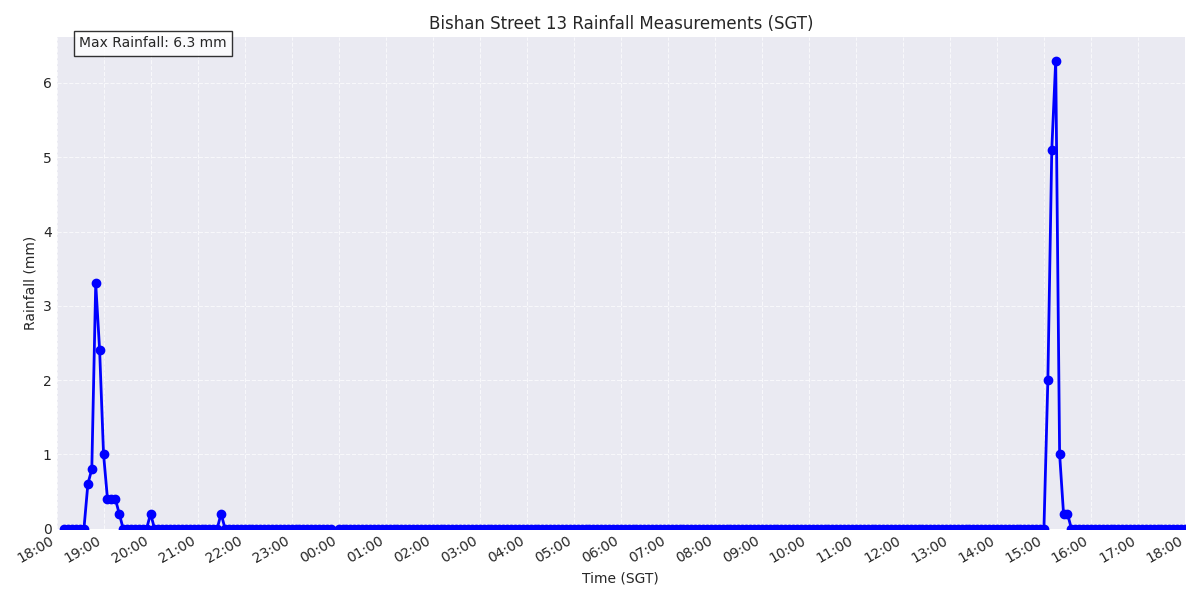 Bishan Street 13 Rainfall Measurements (SGT)
Max Rainfall: 6.3 mm
Rainfall (mm)
6
5
4
3
2
1
0
18:00 19:00 20:00 21:00 22:00 23:00 00:00 01:00 02:00 03:00 04:00 05:00 06:00 07:00 08:00 09:00 10:00 11:00 12:00 13:00 14:00 15:00 16:00 17:00 18:00
Time (SGT)